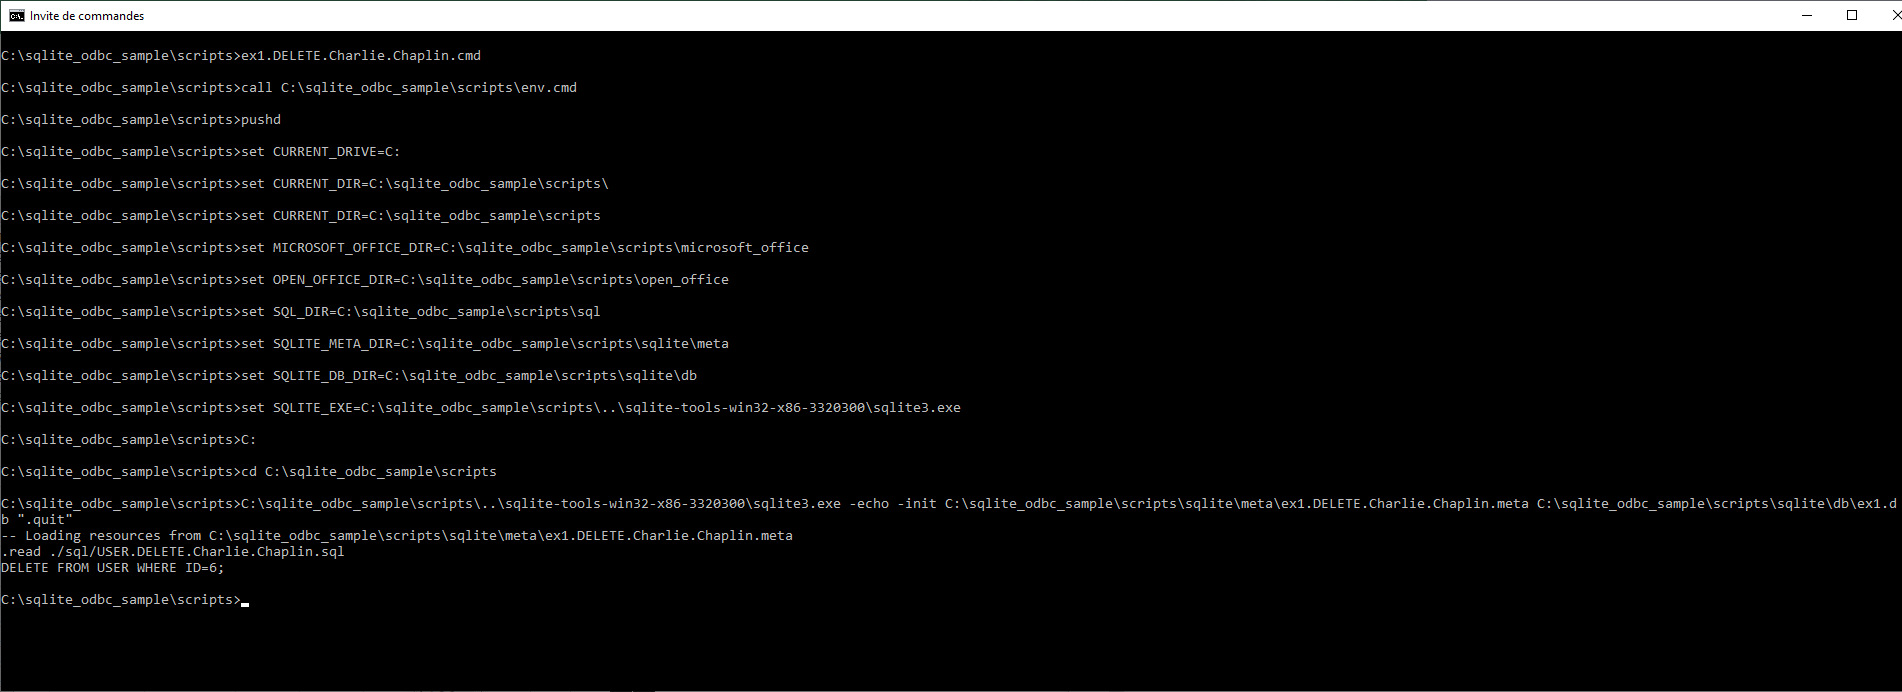 Invite de commandes
C:\sqlite_odbc_sample\scripts>ex1.DELETE.Charlie.Chaplin.cmd
C:\sqlite_odbc_sample\scripts>call C:\sqlite_odbc_sample\scripts\env.cmd
C:\sqlite_odbc_sample\scripts>pushd
C:\sqlite_odbc_sample\scripts>set CURRENT_DRIVE=C:
C:\sqlite_odbc_sample\scripts>set CURRENT_DIR=C:\sqlite_odbc_sample\scripts\
C:\sqlite_odbc_sample\scripts>set CURRENT_DIR=C:\sqlite_odbc_sample\scripts
C:\sqlite_odbc_sample\scripts>set MICROSOFT_OFFICE_DIR=C:\sqlite_odbc_sample\scripts\microsoft_office
C:\sqlite_odbc_sample\scripts>set OPEN_OFFICE_DIR=C:\sqlite_odbc_sample\scripts\open_office
C:\sqlite_odbc_sample\scripts>set SQL_DIR=C:\sqlite_odbc_sample\scripts\sql
C:\sqlite_odbc_sample\scripts>set SQLITE_META_DIR=C:\sqlite_odbc_sample\scripts\sqlite\meta
C:\sqlite_odbc_sample\scripts>set SQLITE_DB_DIR=C:\sqlite_odbc_sample\scripts\sqlite\db
C:\sqlite_odbc_sample\scripts>set SQLITE_EXE=C:\sqlite_odbc_sample\scripts\..\sqlite-tools-win32-x86-3320300\sqlite3.exe
C:\sqlite_odbc_sample\scripts>C:
C:\sqlite_odbc_sample\scripts>cd C:\sqlite_odbc_sample\scripts
C:\sqlite_odbc_sample\scripts>C:\sqlite_odbc_sample\scripts\..\sqlite-tools-win32-x86-3320300\sqlite3.exe -echo -init C:\sqlite_odbc_sample\scripts\sqlite\meta\ex1.DELETE.Charlie.Chaplin.meta C:\sqlite_odbc_sample\scripts\sqlite\db\ex1.d
b ".quit"
-- Loading resources from C:\sqlite_odbc_sample\scripts\sqlite\meta\ex1.DELETE.Charlie.Chaplin.meta
.read ./sql/USER.DELETE.Charlie.Chaplin.sql
DELETE FROM USER WHERE ID=6;
C:\sqlite_odbc_sample\scripts>